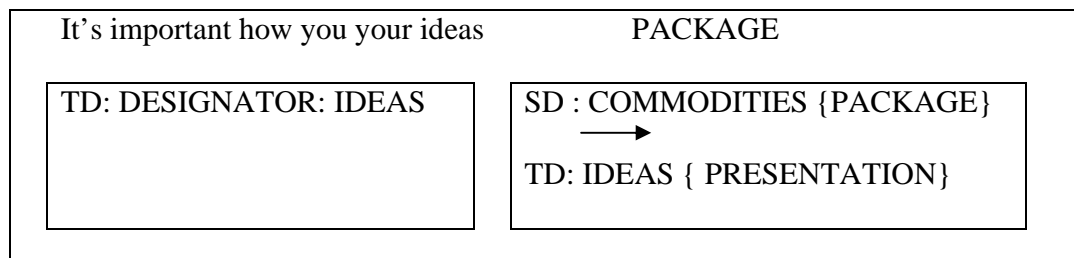 It's important how you your ideas PACKAGE
TD: DESIGNATOR: IDEAS
SD : COMMODITIES {PACKAGE}
TD: IDEAS { PRESENTATION}